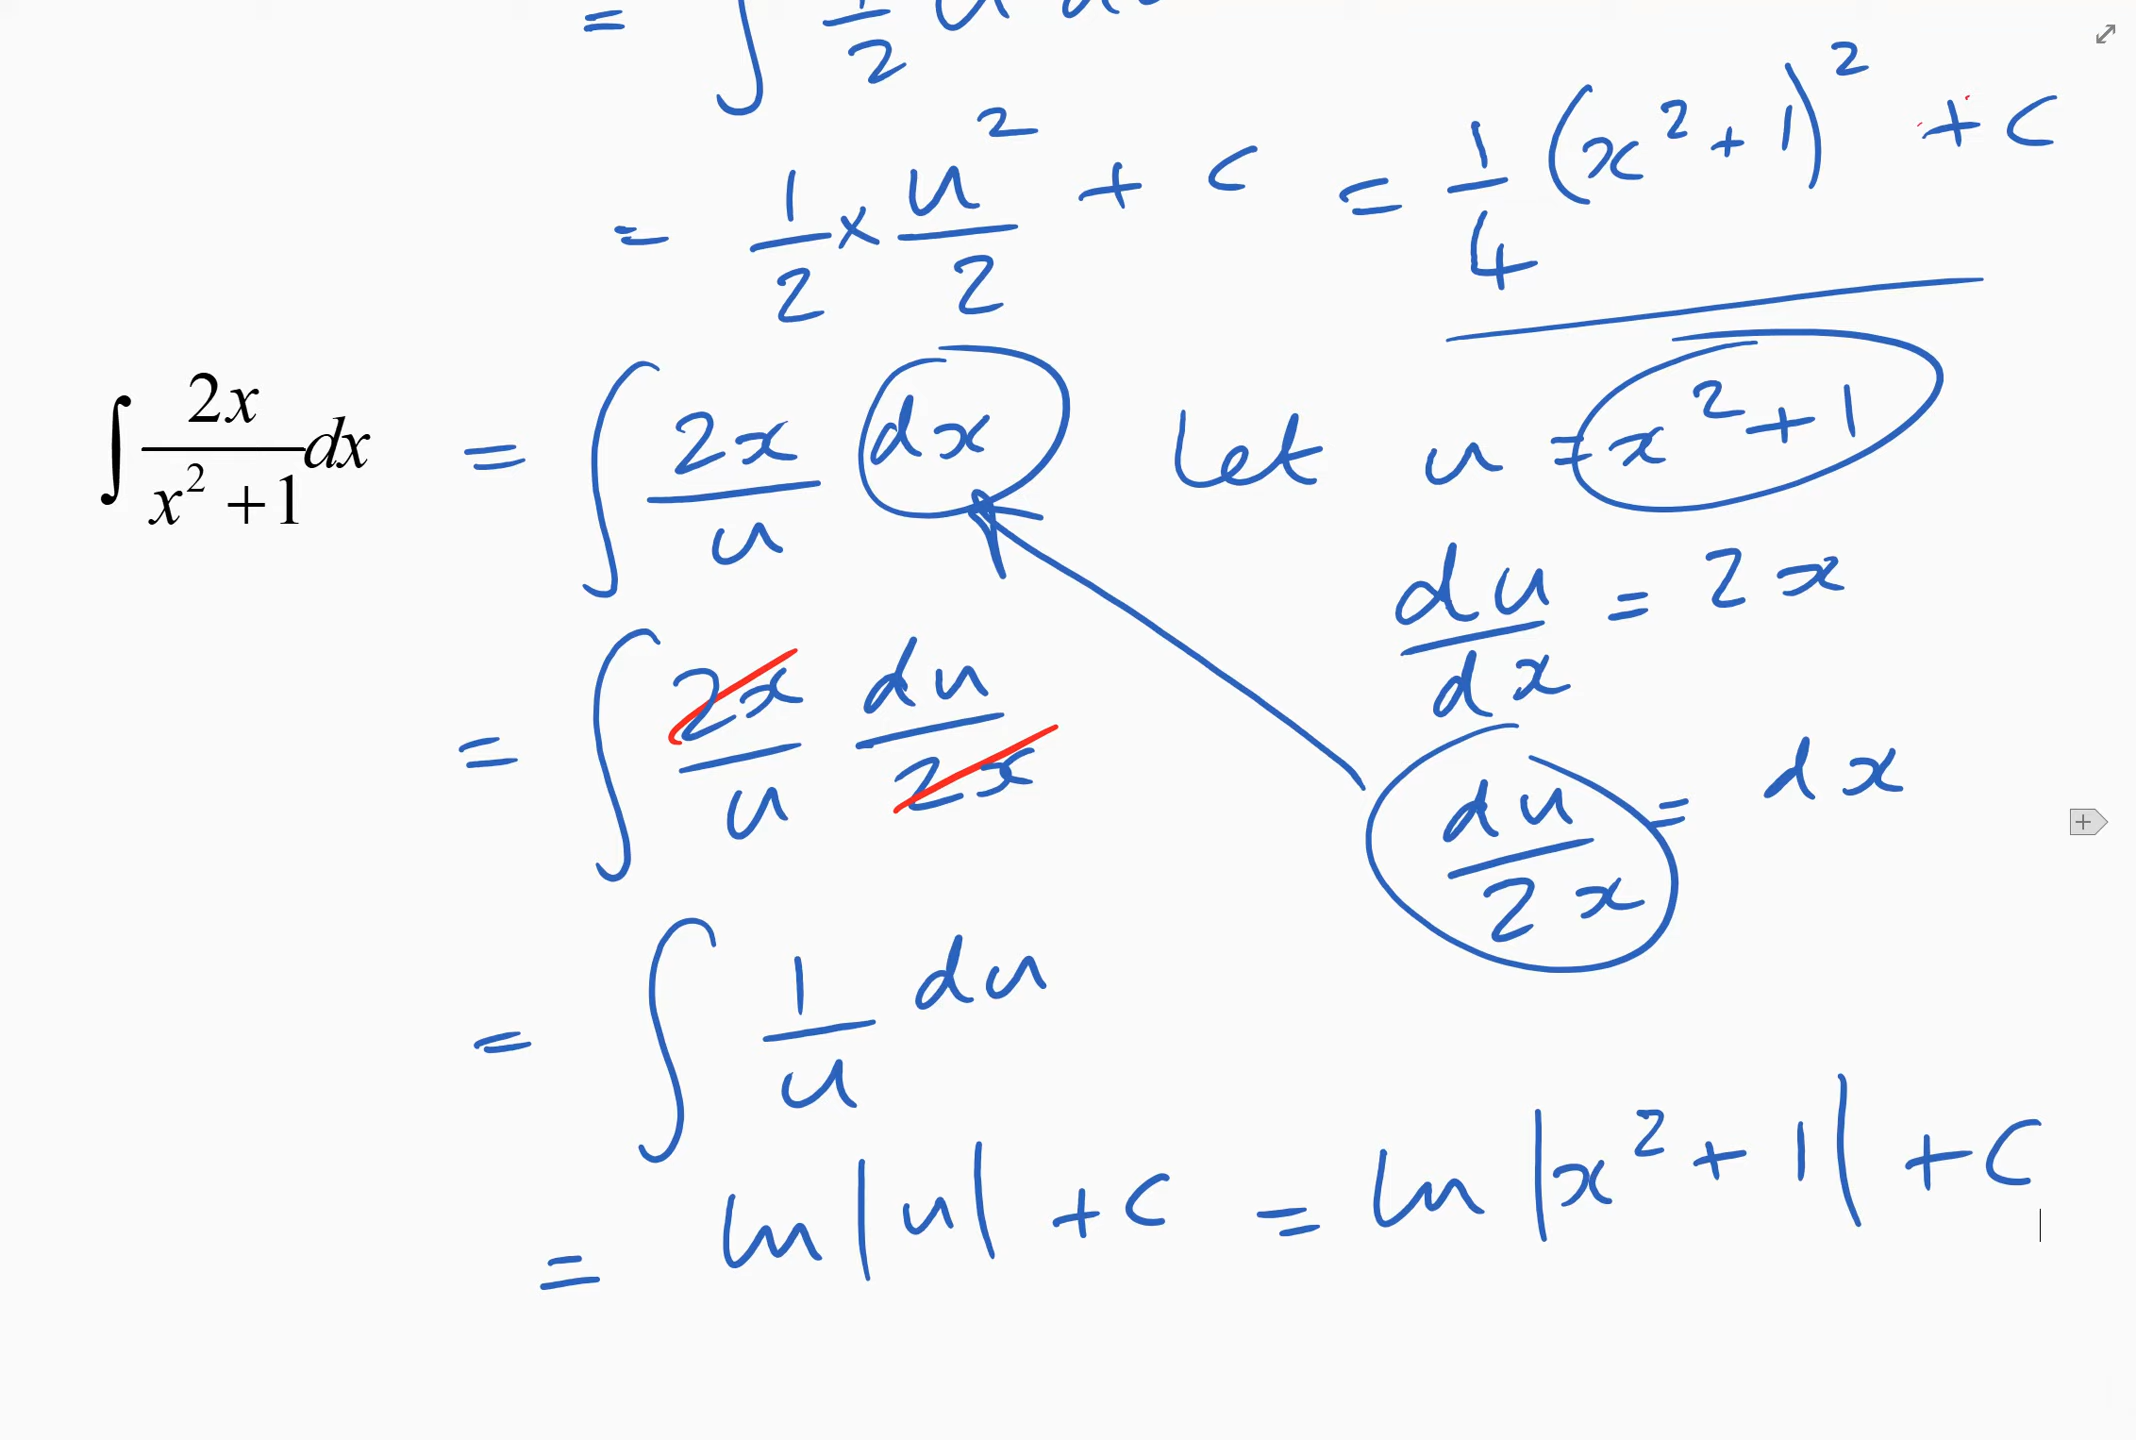 = ∫ 1/2 u du
= 1/2 × u²/2 + c = 1/4 (x² + 1)² + c
∫ 2x/(x² + 1) dx = ∫ 2x/u dx Let u = x² + 1
du/dx = 2x
= ∫ 2x/u du/2x
du/2x = dx
= ∫ 1/u du
= ln|u| + c = ln|x² + 1| + c